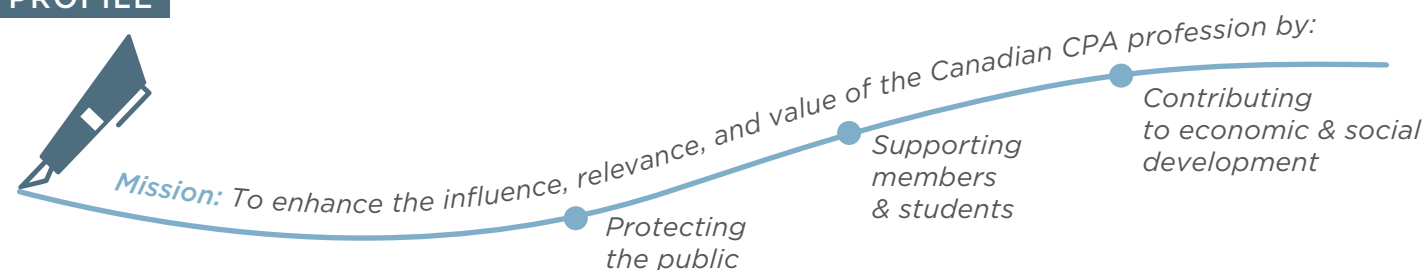 PROFILE
Mission: To enhance the influence, relevance, and value of the Canadian CPA profession by:
Protecting
the public
Supporting
members
& students
Contributing
to economic & social
development